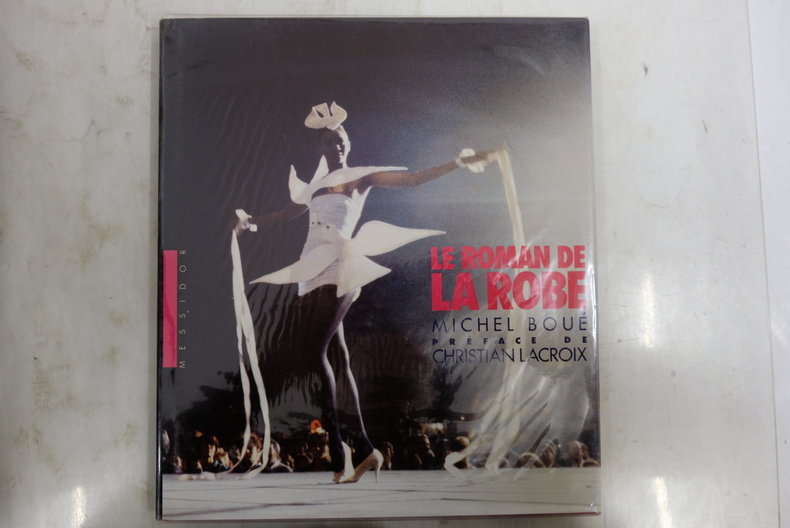 LE ROMAN DE
LA ROBE
MICHEL BOUÉ
PRÉFACE DE
CHRISTIAN LACROIX
MESSIDOR